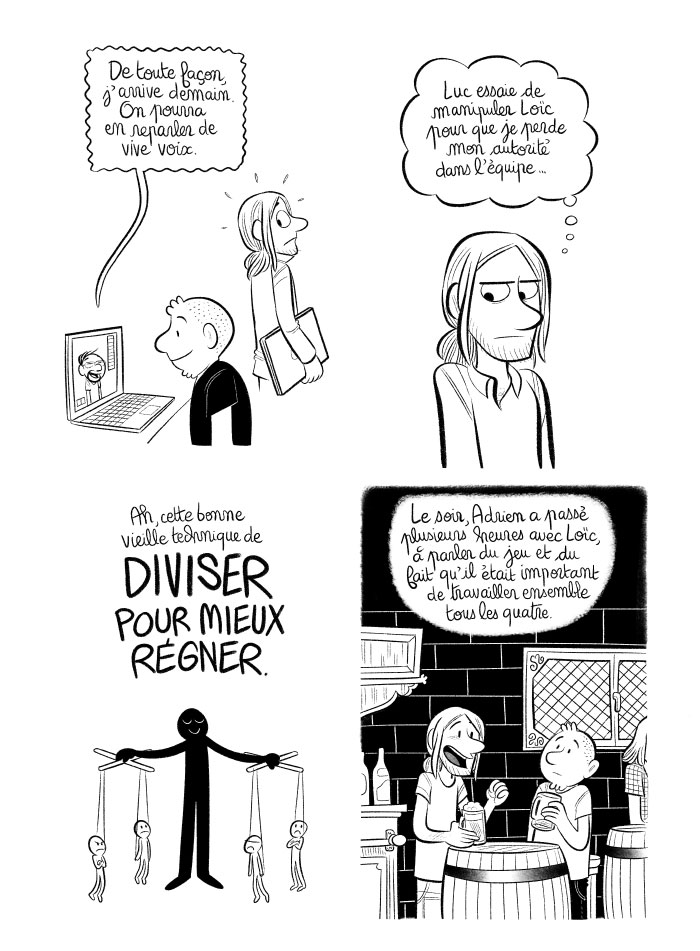 De toute façon,
j'arrive demain.
On pourra
en reparler de
vive voix.
Luc essaie de
manipuler Loïc
pour que je perde
mon autorité
dans l'équipe...
Ah, cette bonne
vieille technique de
DIVISER
POUR MIEUX
RÉGNER.
Le soir, Adrien a passé
plusieurs heures avec Loïc,
à parler du jeu et du
fait qu'il était important
de travailler ensemble
tous les quatre.